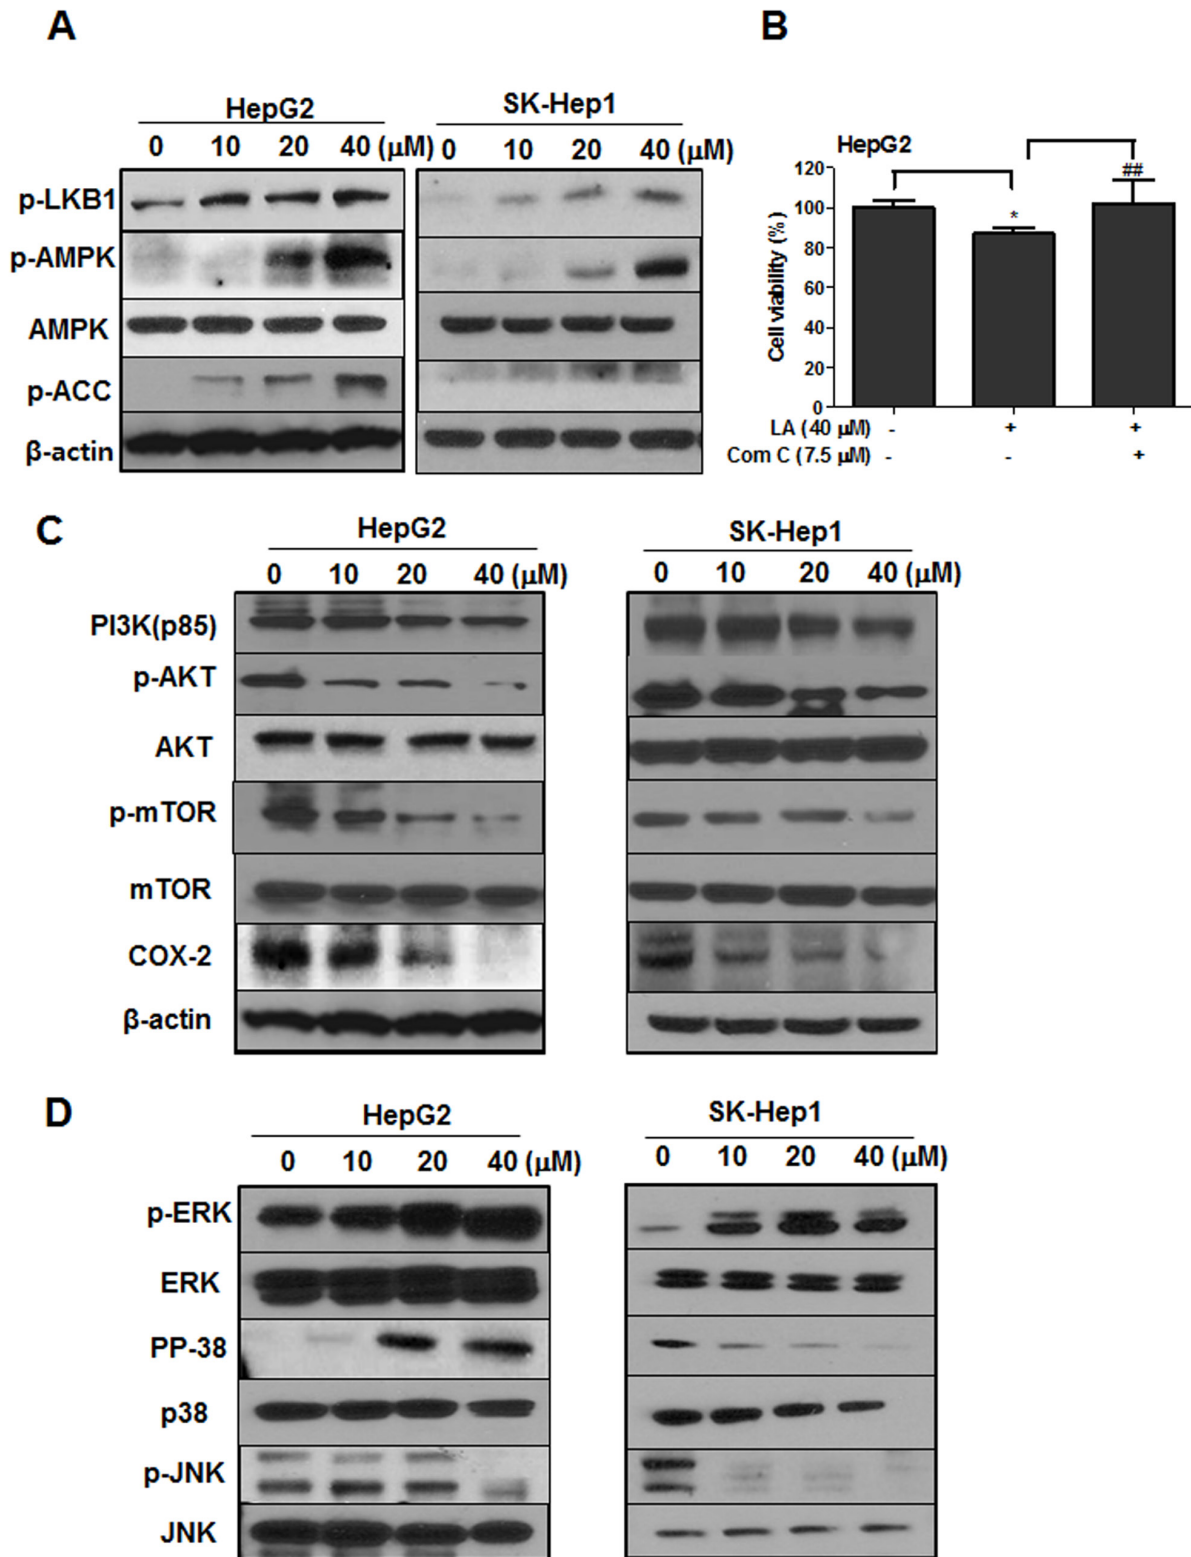 A
HepG2
0 10 20 40 (μM)
SK-Hep1
0 10 20 40 (μM)
p-LKB1
p-AMPK
AMPK
p-ACC
β-actin
B
HepG2
Cell viability (%)
120
100
80
60
40
20
0
*
##
LA (40 μM) - + +
Com C (7.5 μM) - - +
C
HepG2
0 10 20 40 (μM)
SK-Hep1
0 10 20 40 (μM)
PI3K(p85)
p-AKT
AKT
p-mTOR
mTOR
COX-2
β-actin
D
HepG2
0 10 20 40 (μM)
SK-Hep1
0 10 20 40 (μM)
p-ERK
ERK
PP-38
p38
p-JNK
JNK